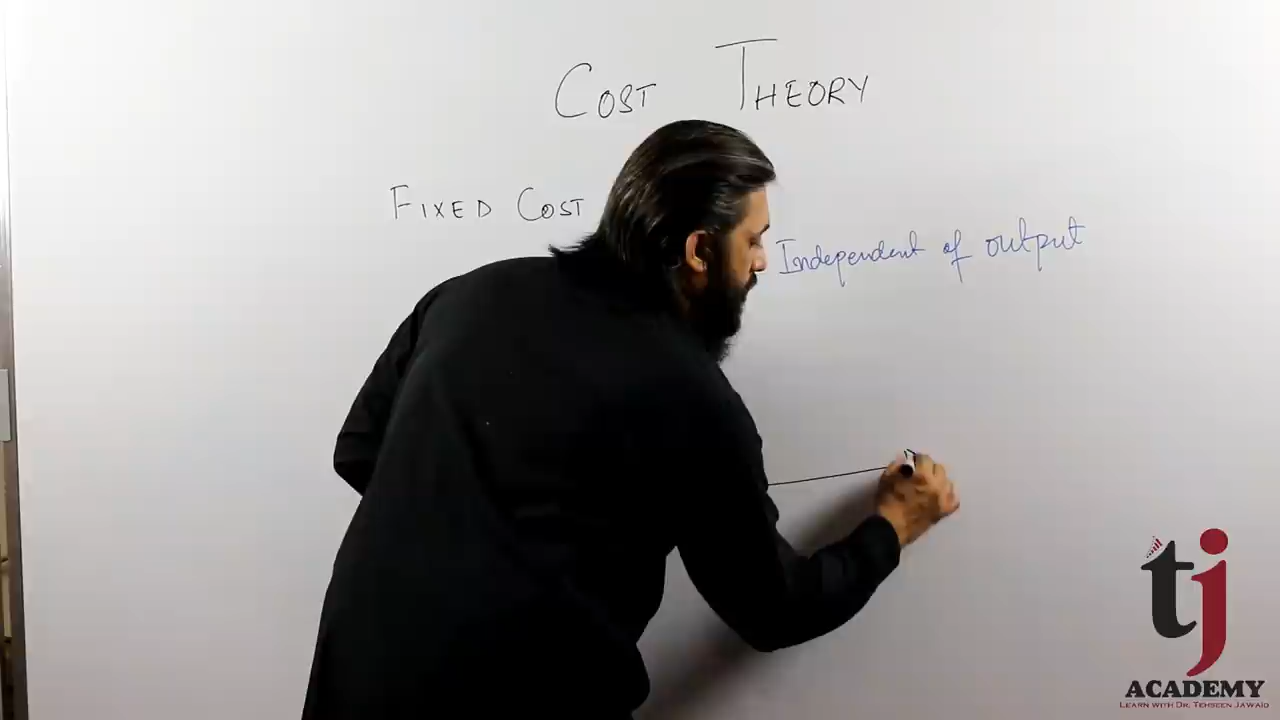 COST THEORY
FIXED COST
Independent of output
tj
ACADEMY
LEARN WITH DR. TEHSEEN JAWAID